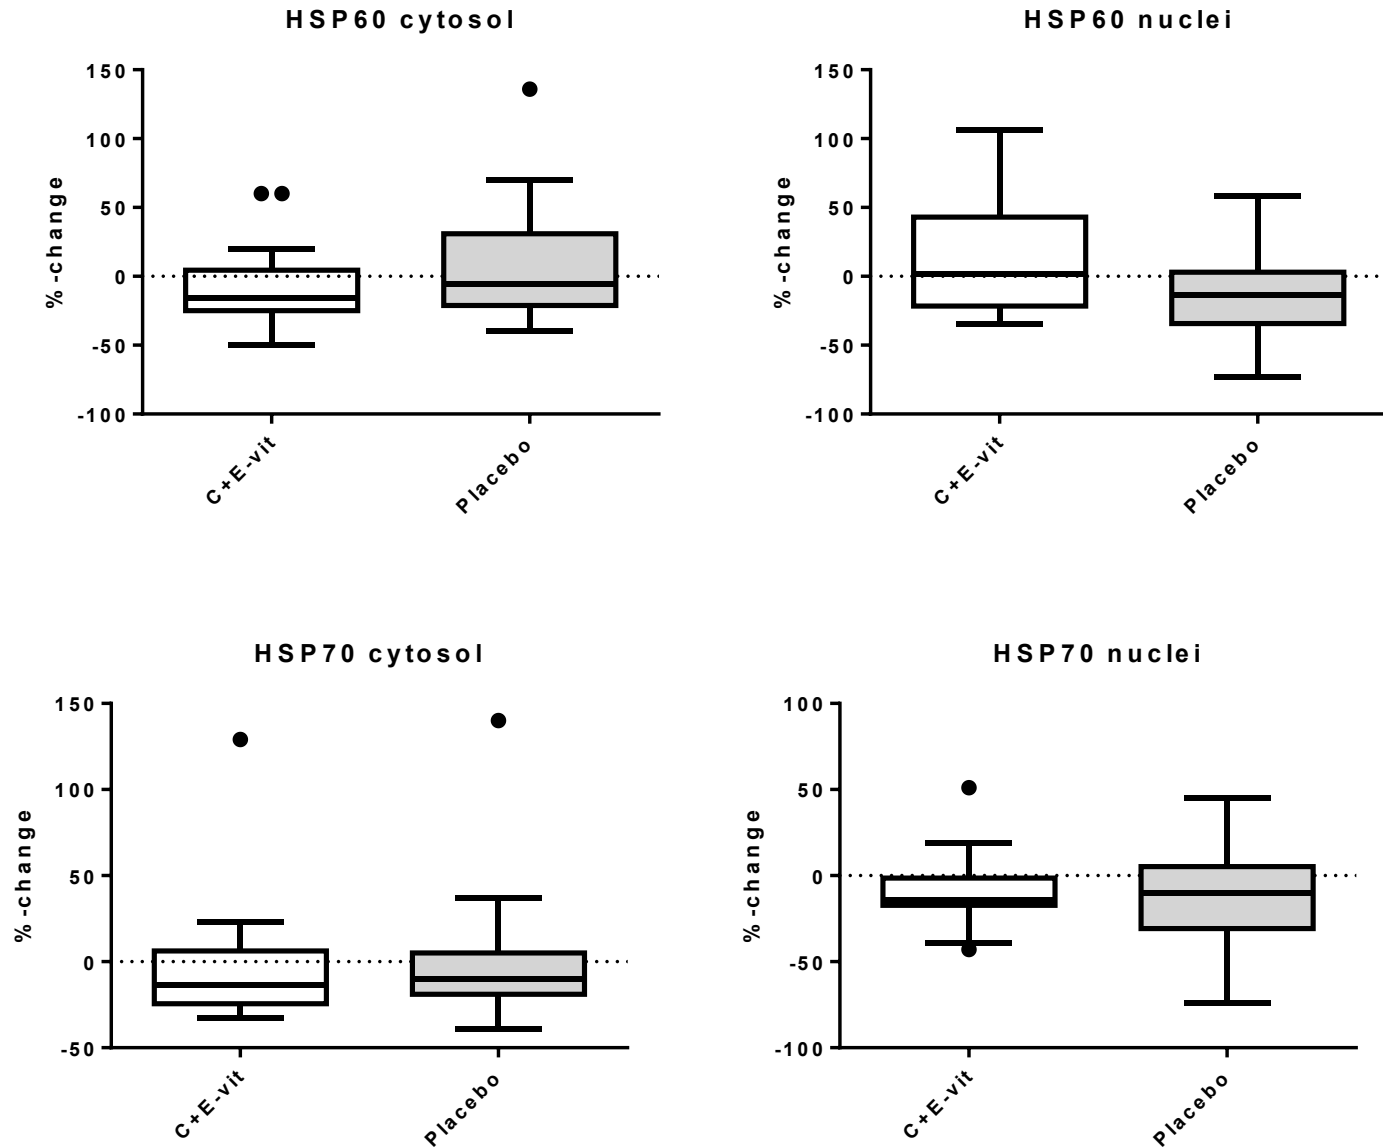 HSP60 cytosol
%-change
150
100
50
0
-50
-100
C+E-vit
Placebo
HSP60 nuclei
%-change
150
100
50
0
-50
-100
C+E-vit
Placebo
HSP70 cytosol
%-change
150
100
50
0
-50
C+E-vit
Placebo
HSP70 nuclei
%-change
100
50
0
-50
-100
C+E-vit
Placebo